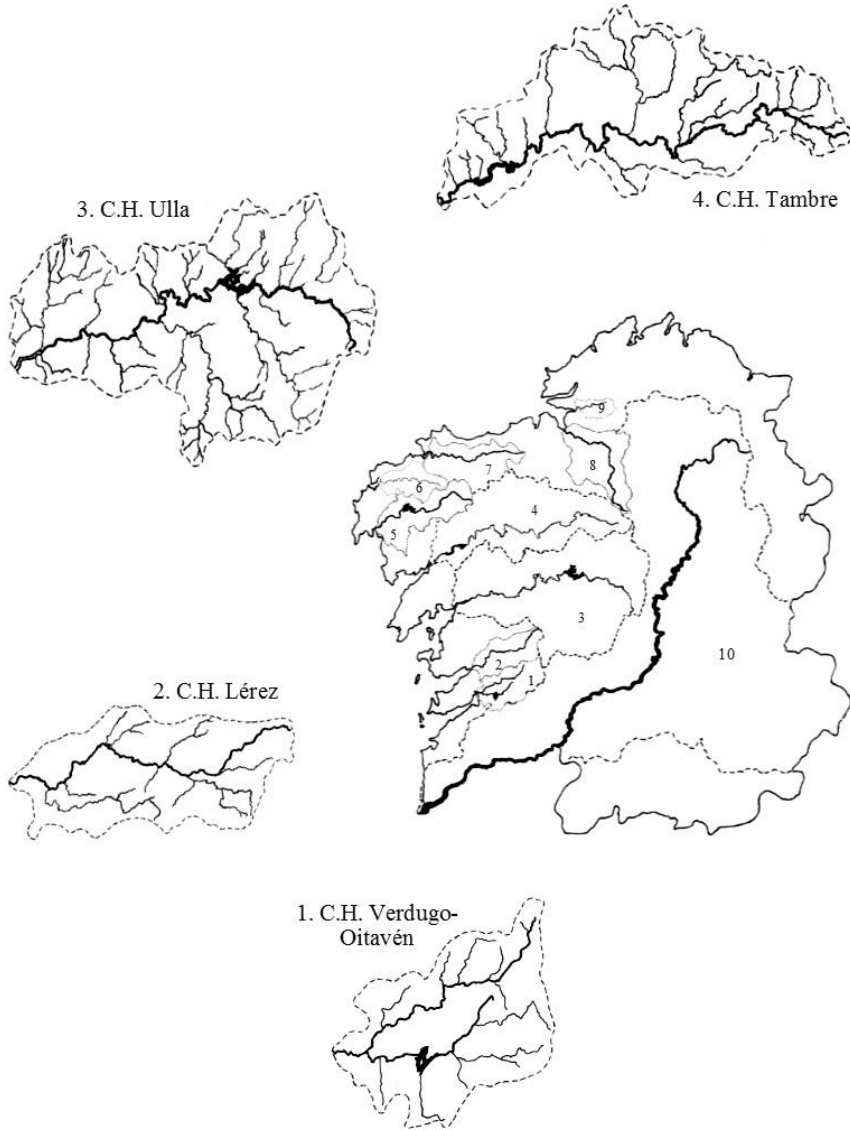 4. C.H. Tambre
3. C.H. Ulla
9
8
7
6
5
4
3
10
2
1
2. C.H. Lérez
1. C.H. Verdugo-
Oitavén